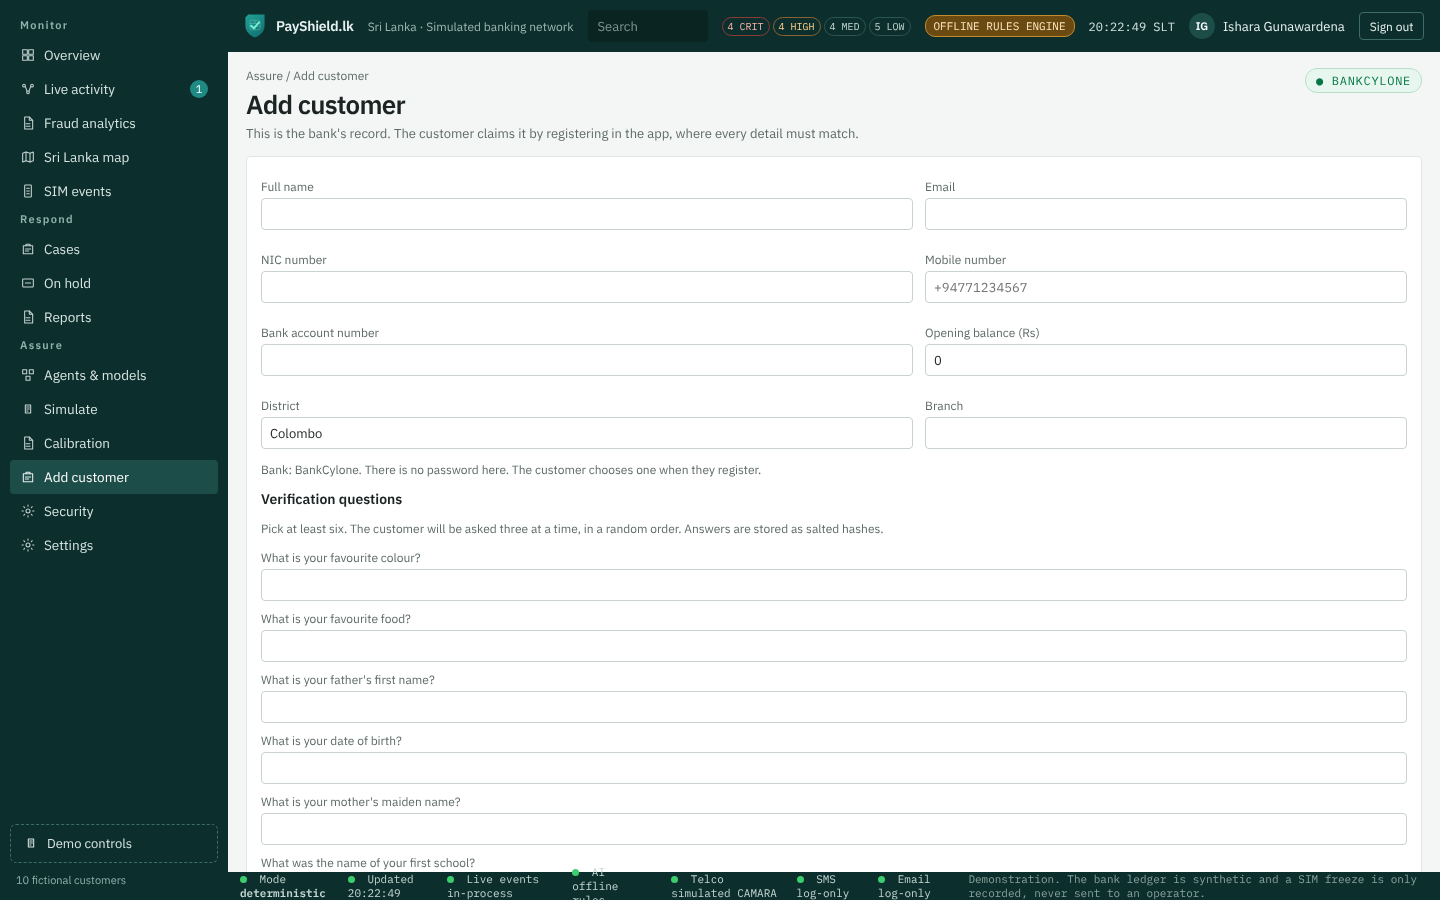 Monitor
Overview
Live activity 1
Fraud analytics
Sri Lanka map
SIM events
Respond
Cases
On hold
Reports
Assure
Agents & models
Simulate
Calibration
Add customer
Security
Settings
Demo controls
10 fictional customers
PayShield.lk Sri Lanka · Simulated banking network Search 4 CRIT 4 HIGH 4 MED 5 LOW OFFLINE RULES ENGINE 20:22:49 SLT IG Ishara Gunawardena Sign out
Assure / Add customer
BANKCYLONE
Add customer
This is the bank's record. The customer claims it by registering in the app, where every detail must match.
Full name Email
NIC number Mobile number
+94771234567
Bank account number Opening balance (Rs)
0
District Branch
Colombo
Bank: BankCylone. There is no password here. The customer chooses one when they register.
Verification questions
Pick at least six. The customer will be asked three at a time, in a random order. Answers are stored as salted hashes.
What is your favourite colour?
What is your favourite food?
What is your father's first name?
What is your date of birth?
What is your mother's maiden name?
What was the name of your first school?
Mode deterministic
Updated 20:22:49
Live events in-process
AI offline rules
Telco simulated CAMARA
SMS log-only
Email log-only
Demonstration. The bank ledger is synthetic and a SIM freeze is only
recorded, never sent to an operator.